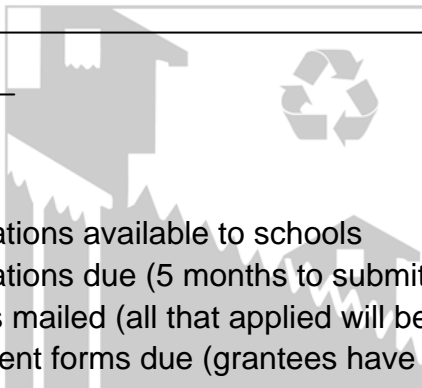 ations available to schools
ations due (5 months to submit
s mailed (all that applied will be
ent forms due (grantees have